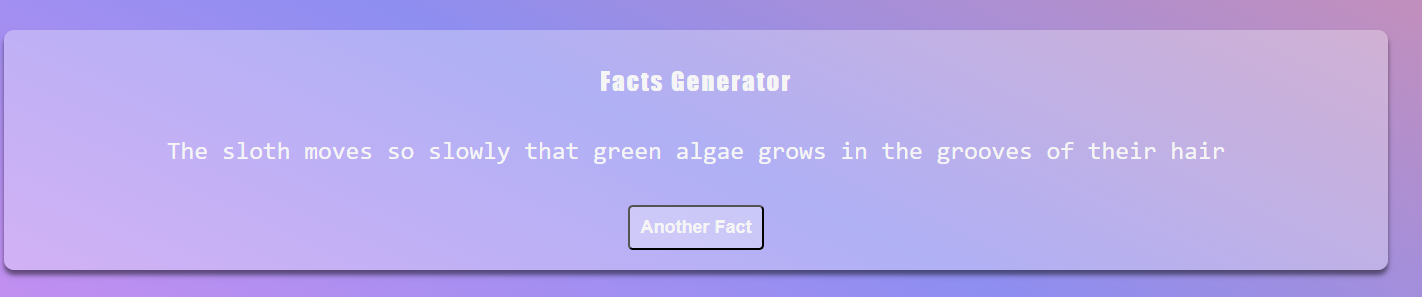 Facts Generator
The sloth moves so slowly that green algae grows in the grooves of their hair
Another Fact